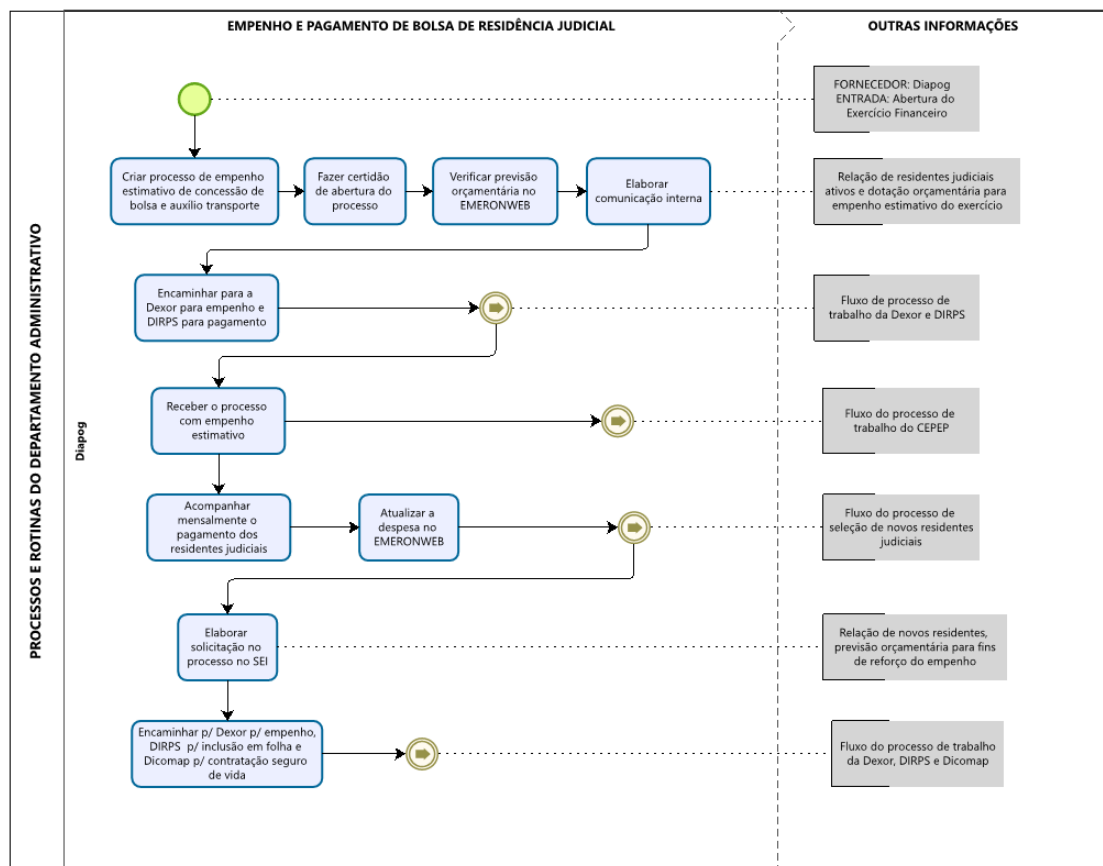 EMPENHO E PAGAMENTO DE BOLSA DE RESIDÊNCIA JUDICIAL
OUTRAS INFORMAÇÕES
PROCESSOS E ROTINAS DO DEPARTAMENTO ADMINISTRATIVO
Diapog
FORNECEDOR: Diapog
ENTRADA: Abertura do
Exercício Financeiro
Criar processo de empenho
estimativo de concessão de
bolsa e auxílio transporte
Fazer certidão
de abertura do
processo
Verificar previsão
orçamentária no
EMERONWEB
Elaborar
comunicação interna
Relação de residentes judiciais
ativos e dotação orçamentária para
empenho estimativo do exercício
Encaminhar para a
Dexor para empenho e
DIRPS para pagamento
Fluxo de processo de
trabalho da Dexor e DIRPS
Receber o processo
com empenho
estimativo
Fluxo do processo de
trabalho do CEPEP
Acompanhar
mensalmente o
pagamento dos
residentes judiciais
Atualizar a
despesa no
EMERONWEB
Fluxo do processo de
seleção de novos residentes
judiciais
Elaborar
solicitação no
processo no SEI
Relação de novos residentes,
previsão orçamentária para fins
de reforço do empenho
Encaminhar p/ Dexor p/ empenho,
DIRPS p/ inclusão em folha e
Dicomap p/ contratação seguro
de vida
Fluxo do processo de trabalho
da Dexor, DIRPS e Dicomap